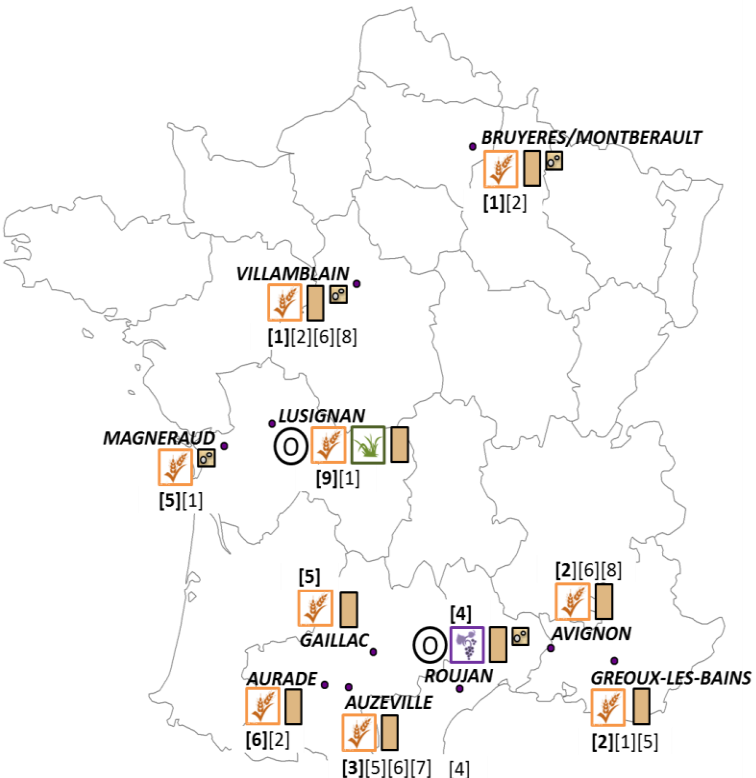 BRUYERES/MONTBERAULT
[1][2]
VILLAMBLAIN
[1][2][6][8]
LUSIGNAN
O
[9][1]
MAGNERAUD
[5][1]
[5]
GAILLAC
[2][6][8]
AVIGNON
[4]
O
ROUJAN
GREOUX-LES-BAINS
[2][1][5]
AURADE
[6][2]
AUZEVILLE
[3][5][6][7] [4]